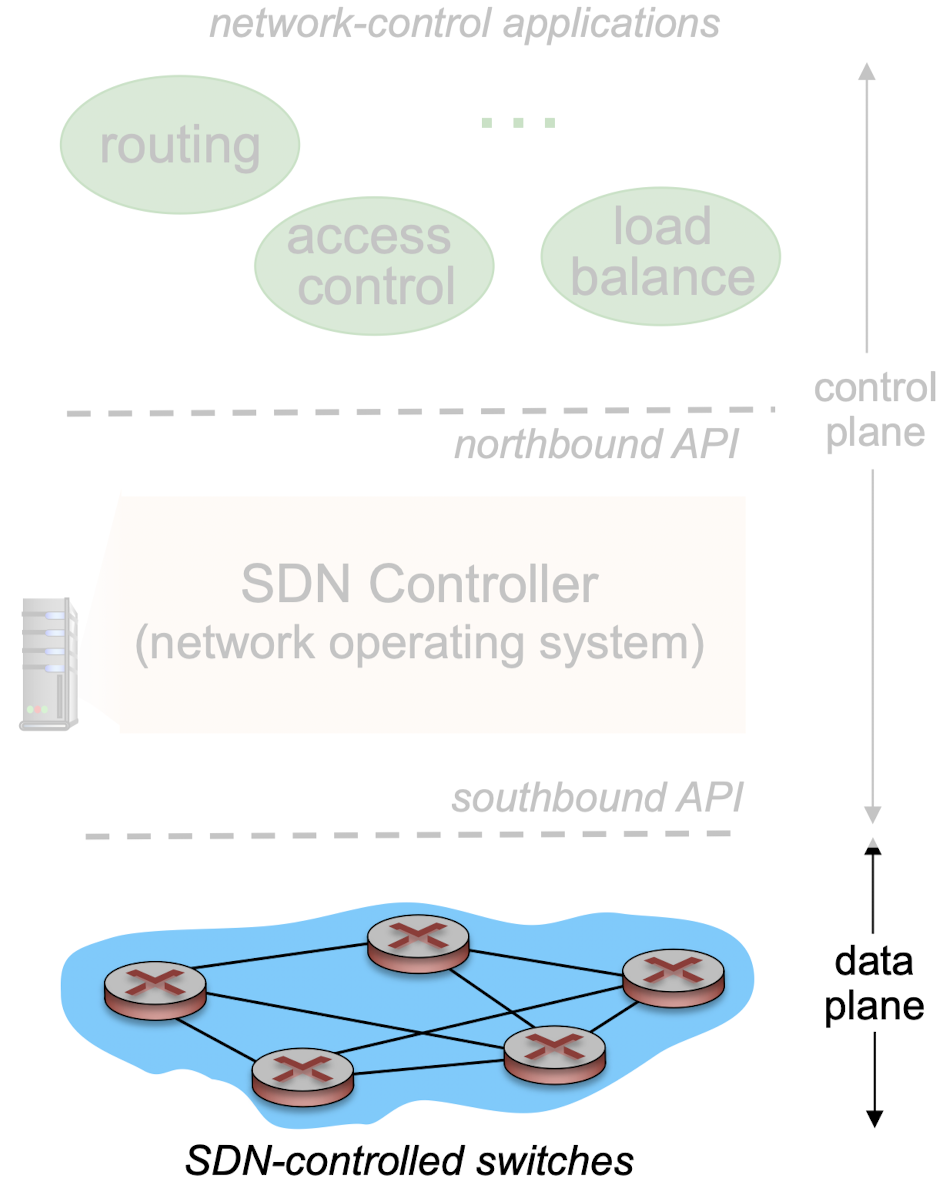 network-control applications
routing
. . .
access
control
load
balance
control
plane
northbound API
SDN Controller
(network operating system)
southbound API
data
plane
SDN-controlled switches